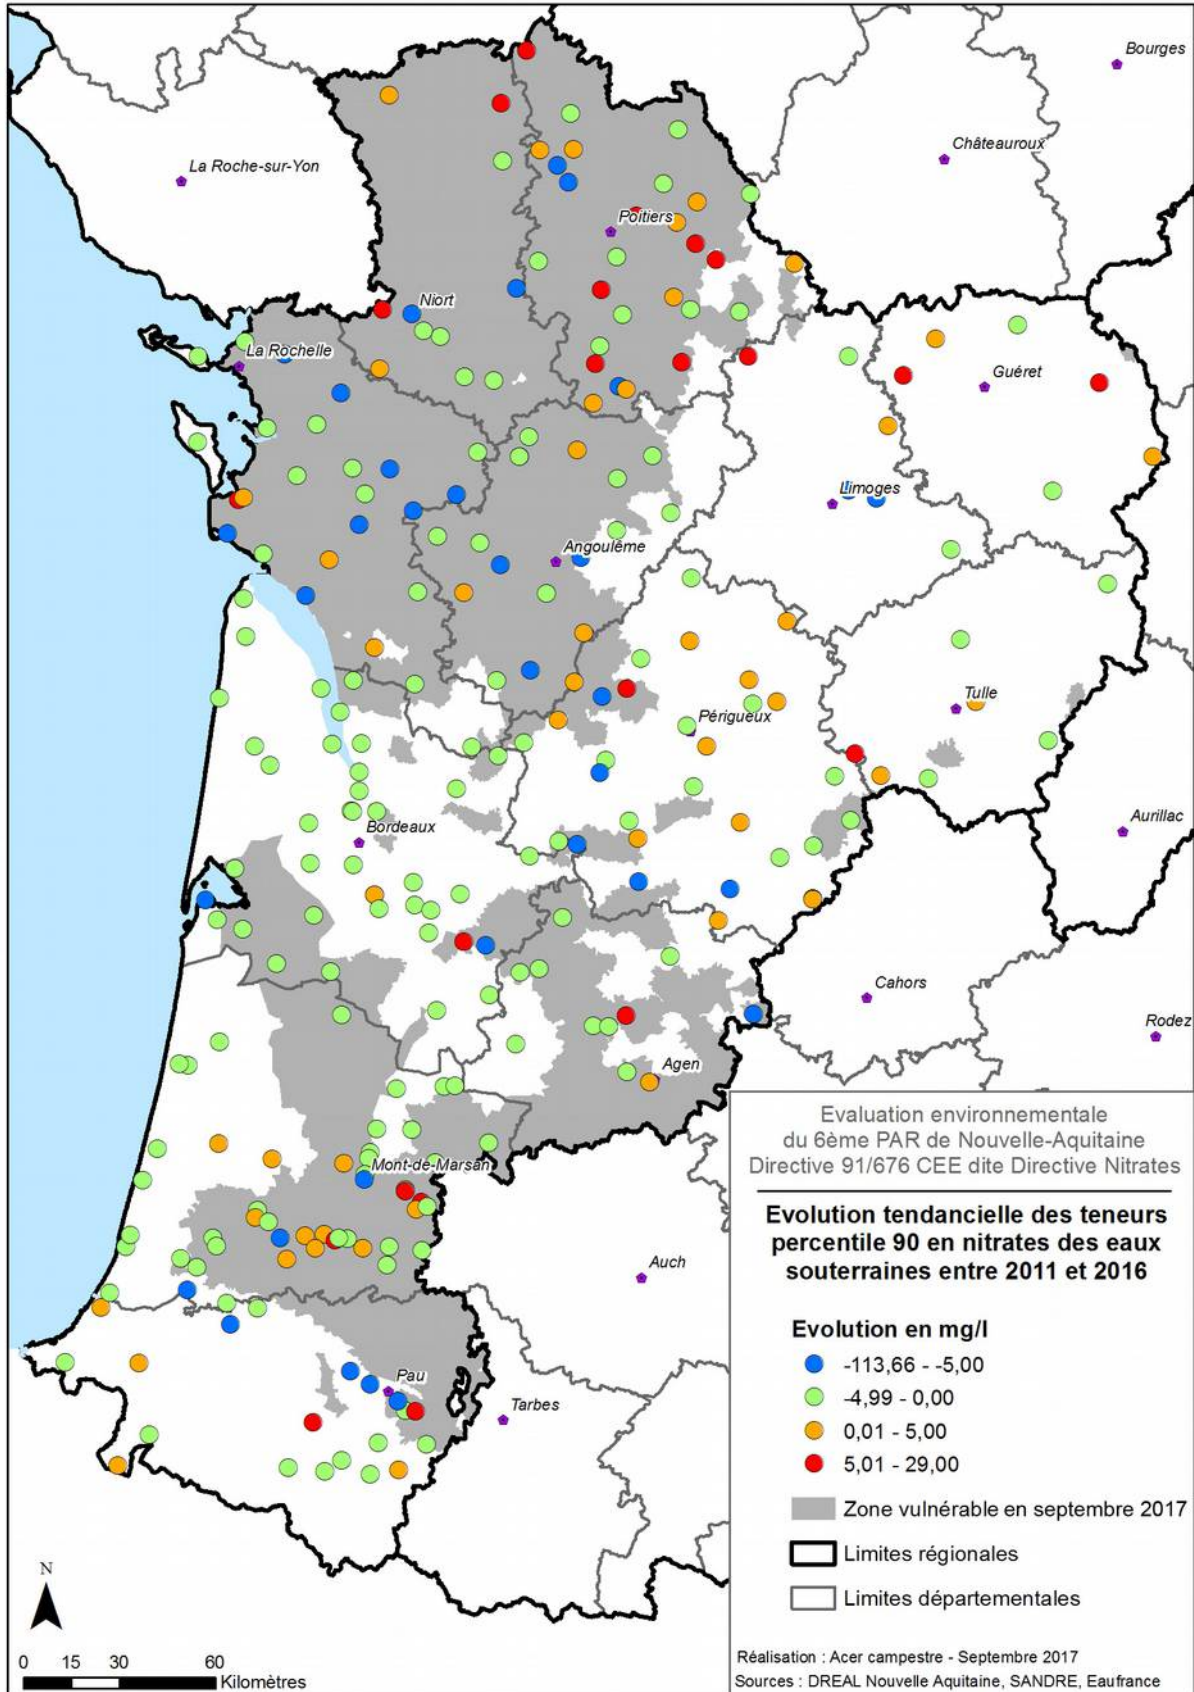 Bourges
Châteauroux
La Roche-sur-Yon
Poitiers
Niort
La Rochelle
Guéret
Limoges
Angoulême
Tulle
Périgueux
Aurillac
Bordeaux
Cahors
Rodez
Agen
Mont-de-Marsan
Auch
Pau
Tarbes
Evaluation environnementale
du 6ème PAR de Nouvelle-Aquitaine
Directive 91/676 CEE dite Directive Nitrates
Evolution tendancielle des teneurs
percentile 90 en nitrates des eaux
souterraines entre 2011 et 2016
Evolution en mg/l
-113,66 - -5,00
-4,99 - 0,00
0,01 - 5,00
5,01 - 29,00
Zone vulnérable en septembre 2017
Limites régionales
Limites départementales
N
0 15 30 60
Kilomètres
Réalisation : Acer campestre - Septembre 2017
Sources : DREAL Nouvelle Aquitaine, SANDRE, Eaufrance